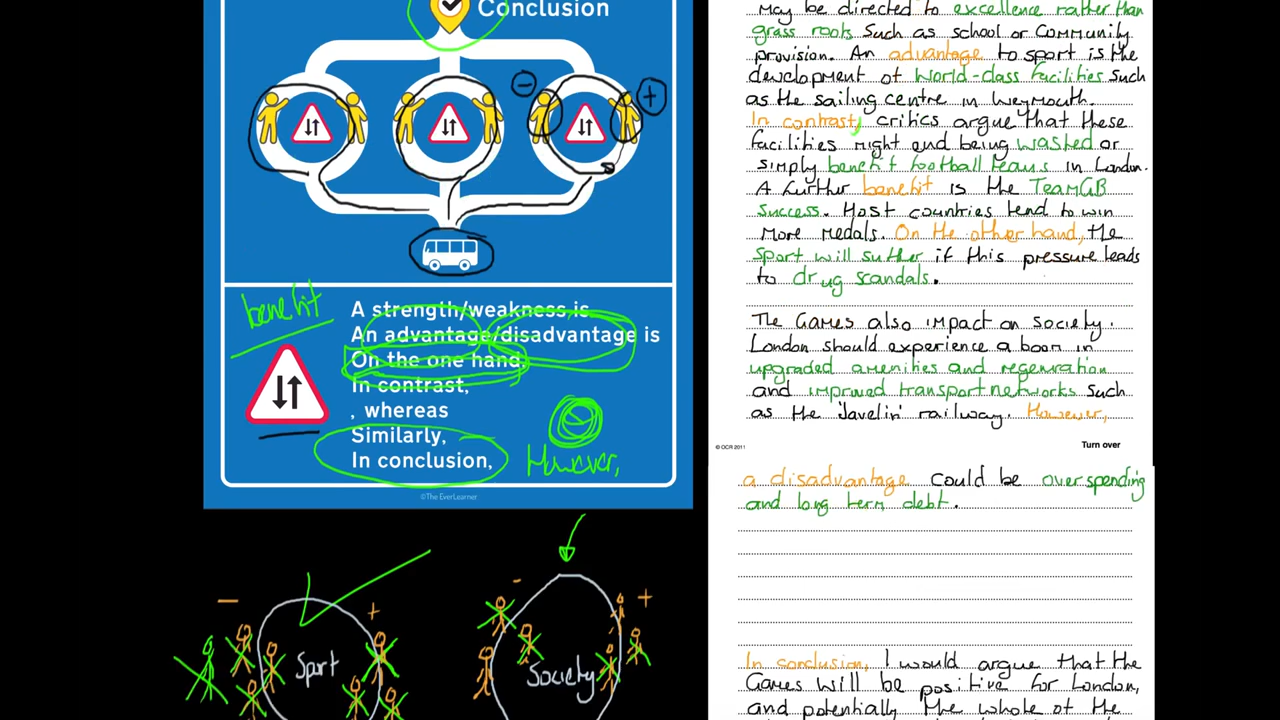 Conclusion
−
+
benefit
A strength/weakness is
An advantage/disadvantage is
On the one hand,
In contrast,
, whereas
Similarly,
In conclusion,
However,
©The EverLearner
−
+
Sport
-
+
Society
may be directed to excellence rather than
grass roots such as school or community
provision. An advantage to sport is the
development of world-class facilities such
as the sailing centre in Weymouth.
In contrast, critics argue that these
facilities might end being wasted or
simply benefit football teams in London.
A further benefit is the TeamGB
success. Host countries tend to win
more medals. On the other hand, the
sport will suffer if this pressure leads
to drug scandals.
The Games also impact on society.
London should experience a boom in
upgraded amenities and regeneration
and improved transport networks such
as the 'Javelin' railway. However,
© OCR 2011
Turn over
a disadvantage could be overspending
and long term debt.
In conclusion, I would argue that the
Games will be positive for London,
and potentially the whole of the